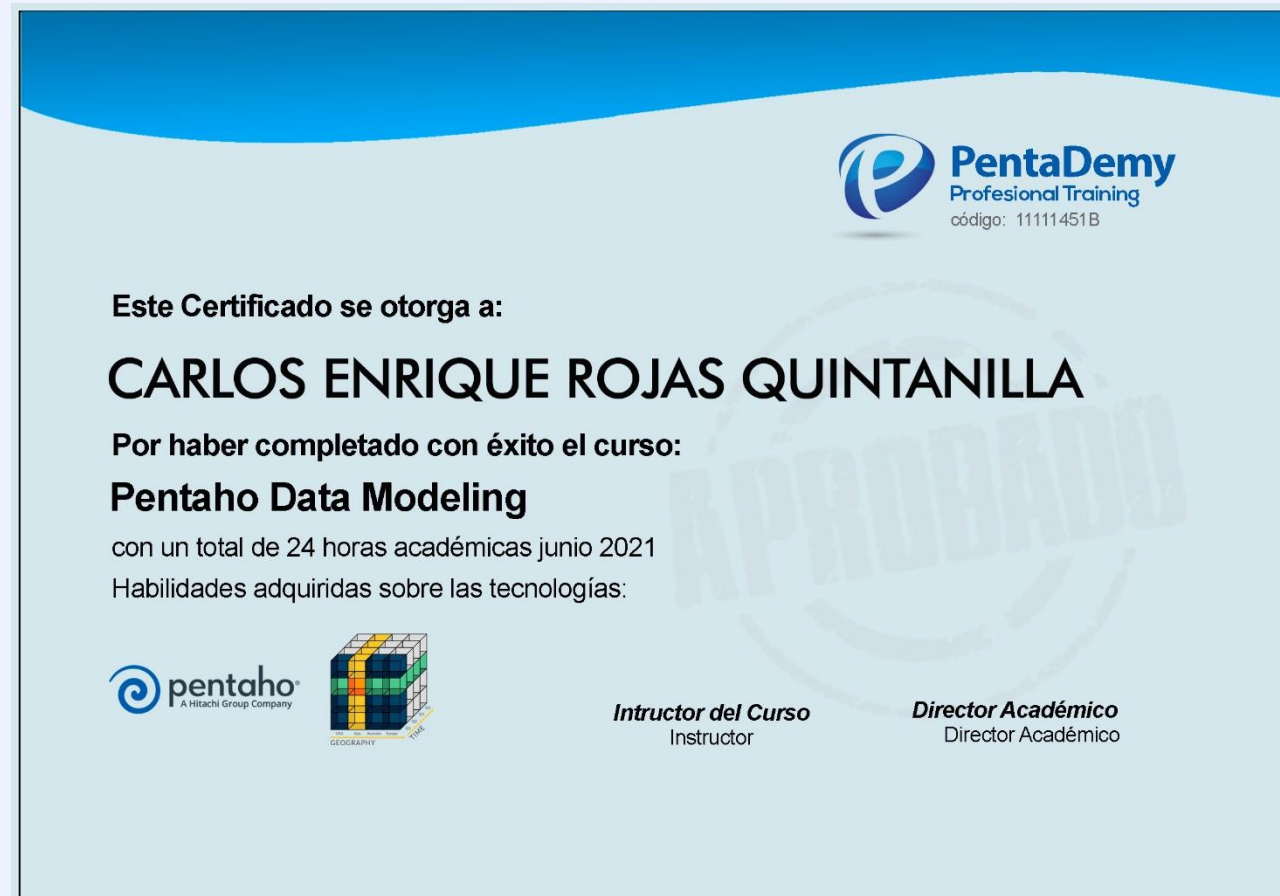 PentaDemy
Profesional Training
código: 11111451B
Este Certificado se otorga a:
CARLOS ENRIQUE ROJAS QUINTANILLA
Por haber completado con éxito el curso:
Pentaho Data Modeling
con un total de 24 horas académicas junio 2021
Habilidades adquiridas sobre las tecnologías:
APROBADO
pentaho®
A Hitachi Group Company
GEOGRAPHY
TIME
Intructor del Curso
Instructor
Director Académico
Director Académico